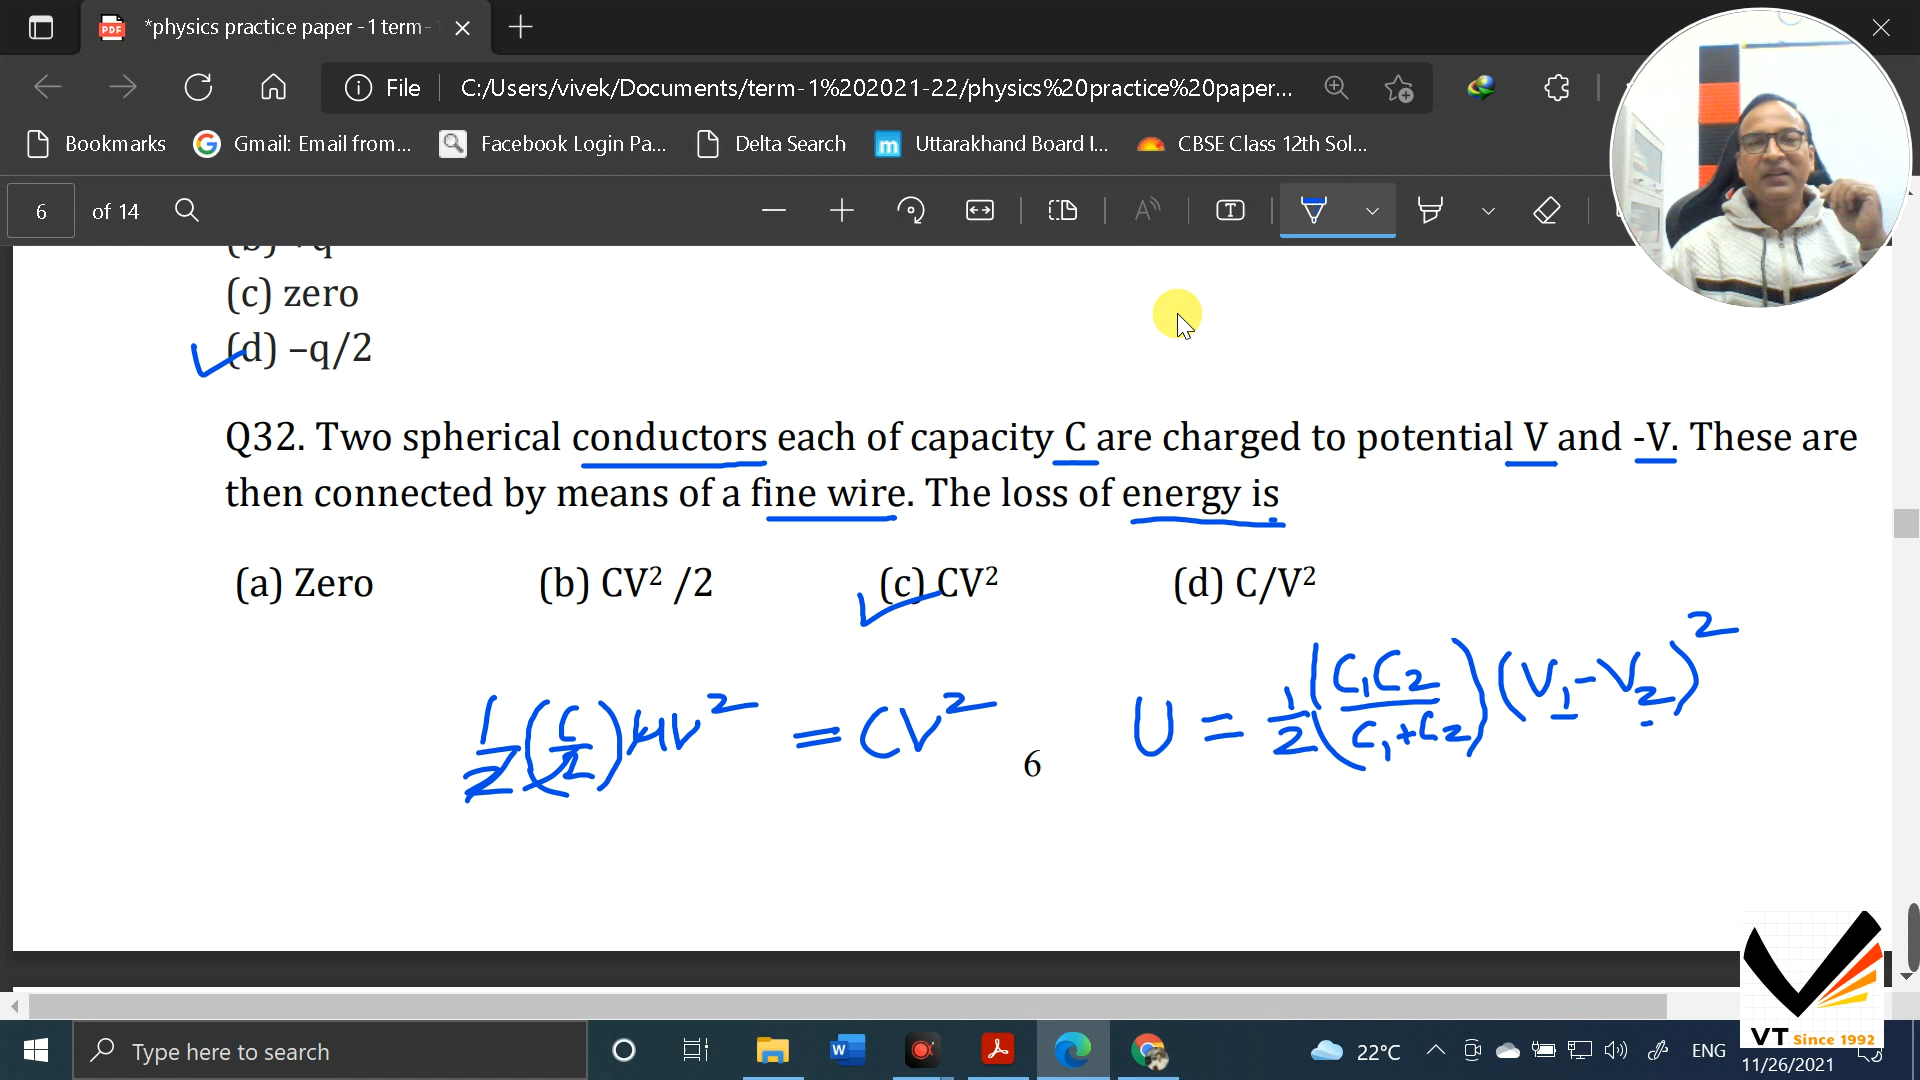 *physics practice paper -1 term-
File C:/Users/vivek/Documents/term-1%202021-22/physics%20practice%20paper...
Bookmarks Gmail: Email from... Facebook Login Pa... Delta Search Uttarakhand Board I... CBSE Class 12th Sol...
6 of 14
(c) zero
(d) –q/2
Q32. Two spherical conductors each of capacity C are charged to potential V and -V. These are
then connected by means of a fine wire. The loss of energy is
(a) Zero (b) CV² /2 (c) CV² (d) C/V²
1/2 (C/2) 4V² = CV²
U = 1/2 (C₁C₂/C₁+C₂) (V₁-V₂)²
6
VT Since 1992
Type here to search
22°C ENG
11/26/2021